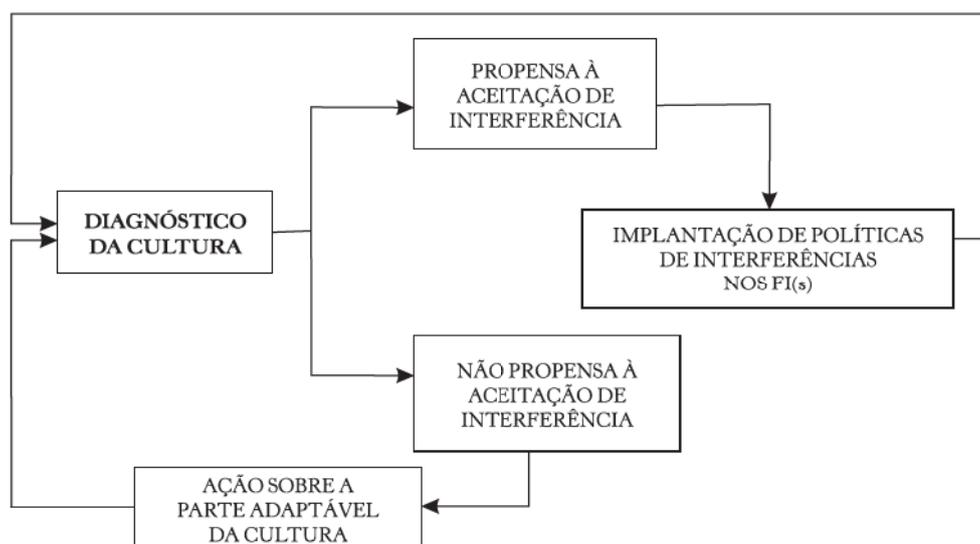 PROPENSA À
ACEITAÇÃO DE
INTERFERÊNCIA
DIAGNÓSTICO
DA CULTURA
IMPLANTAÇÃO DE POLÍTICAS
DE INTERFERÊNCIAS
NOS FI(s)
NÃO PROPENSA À
ACEITAÇÃO DE
INTERFERÊNCIA
AÇÃO SOBRE A
PARTE ADAPTÁVEL
DA CULTURA